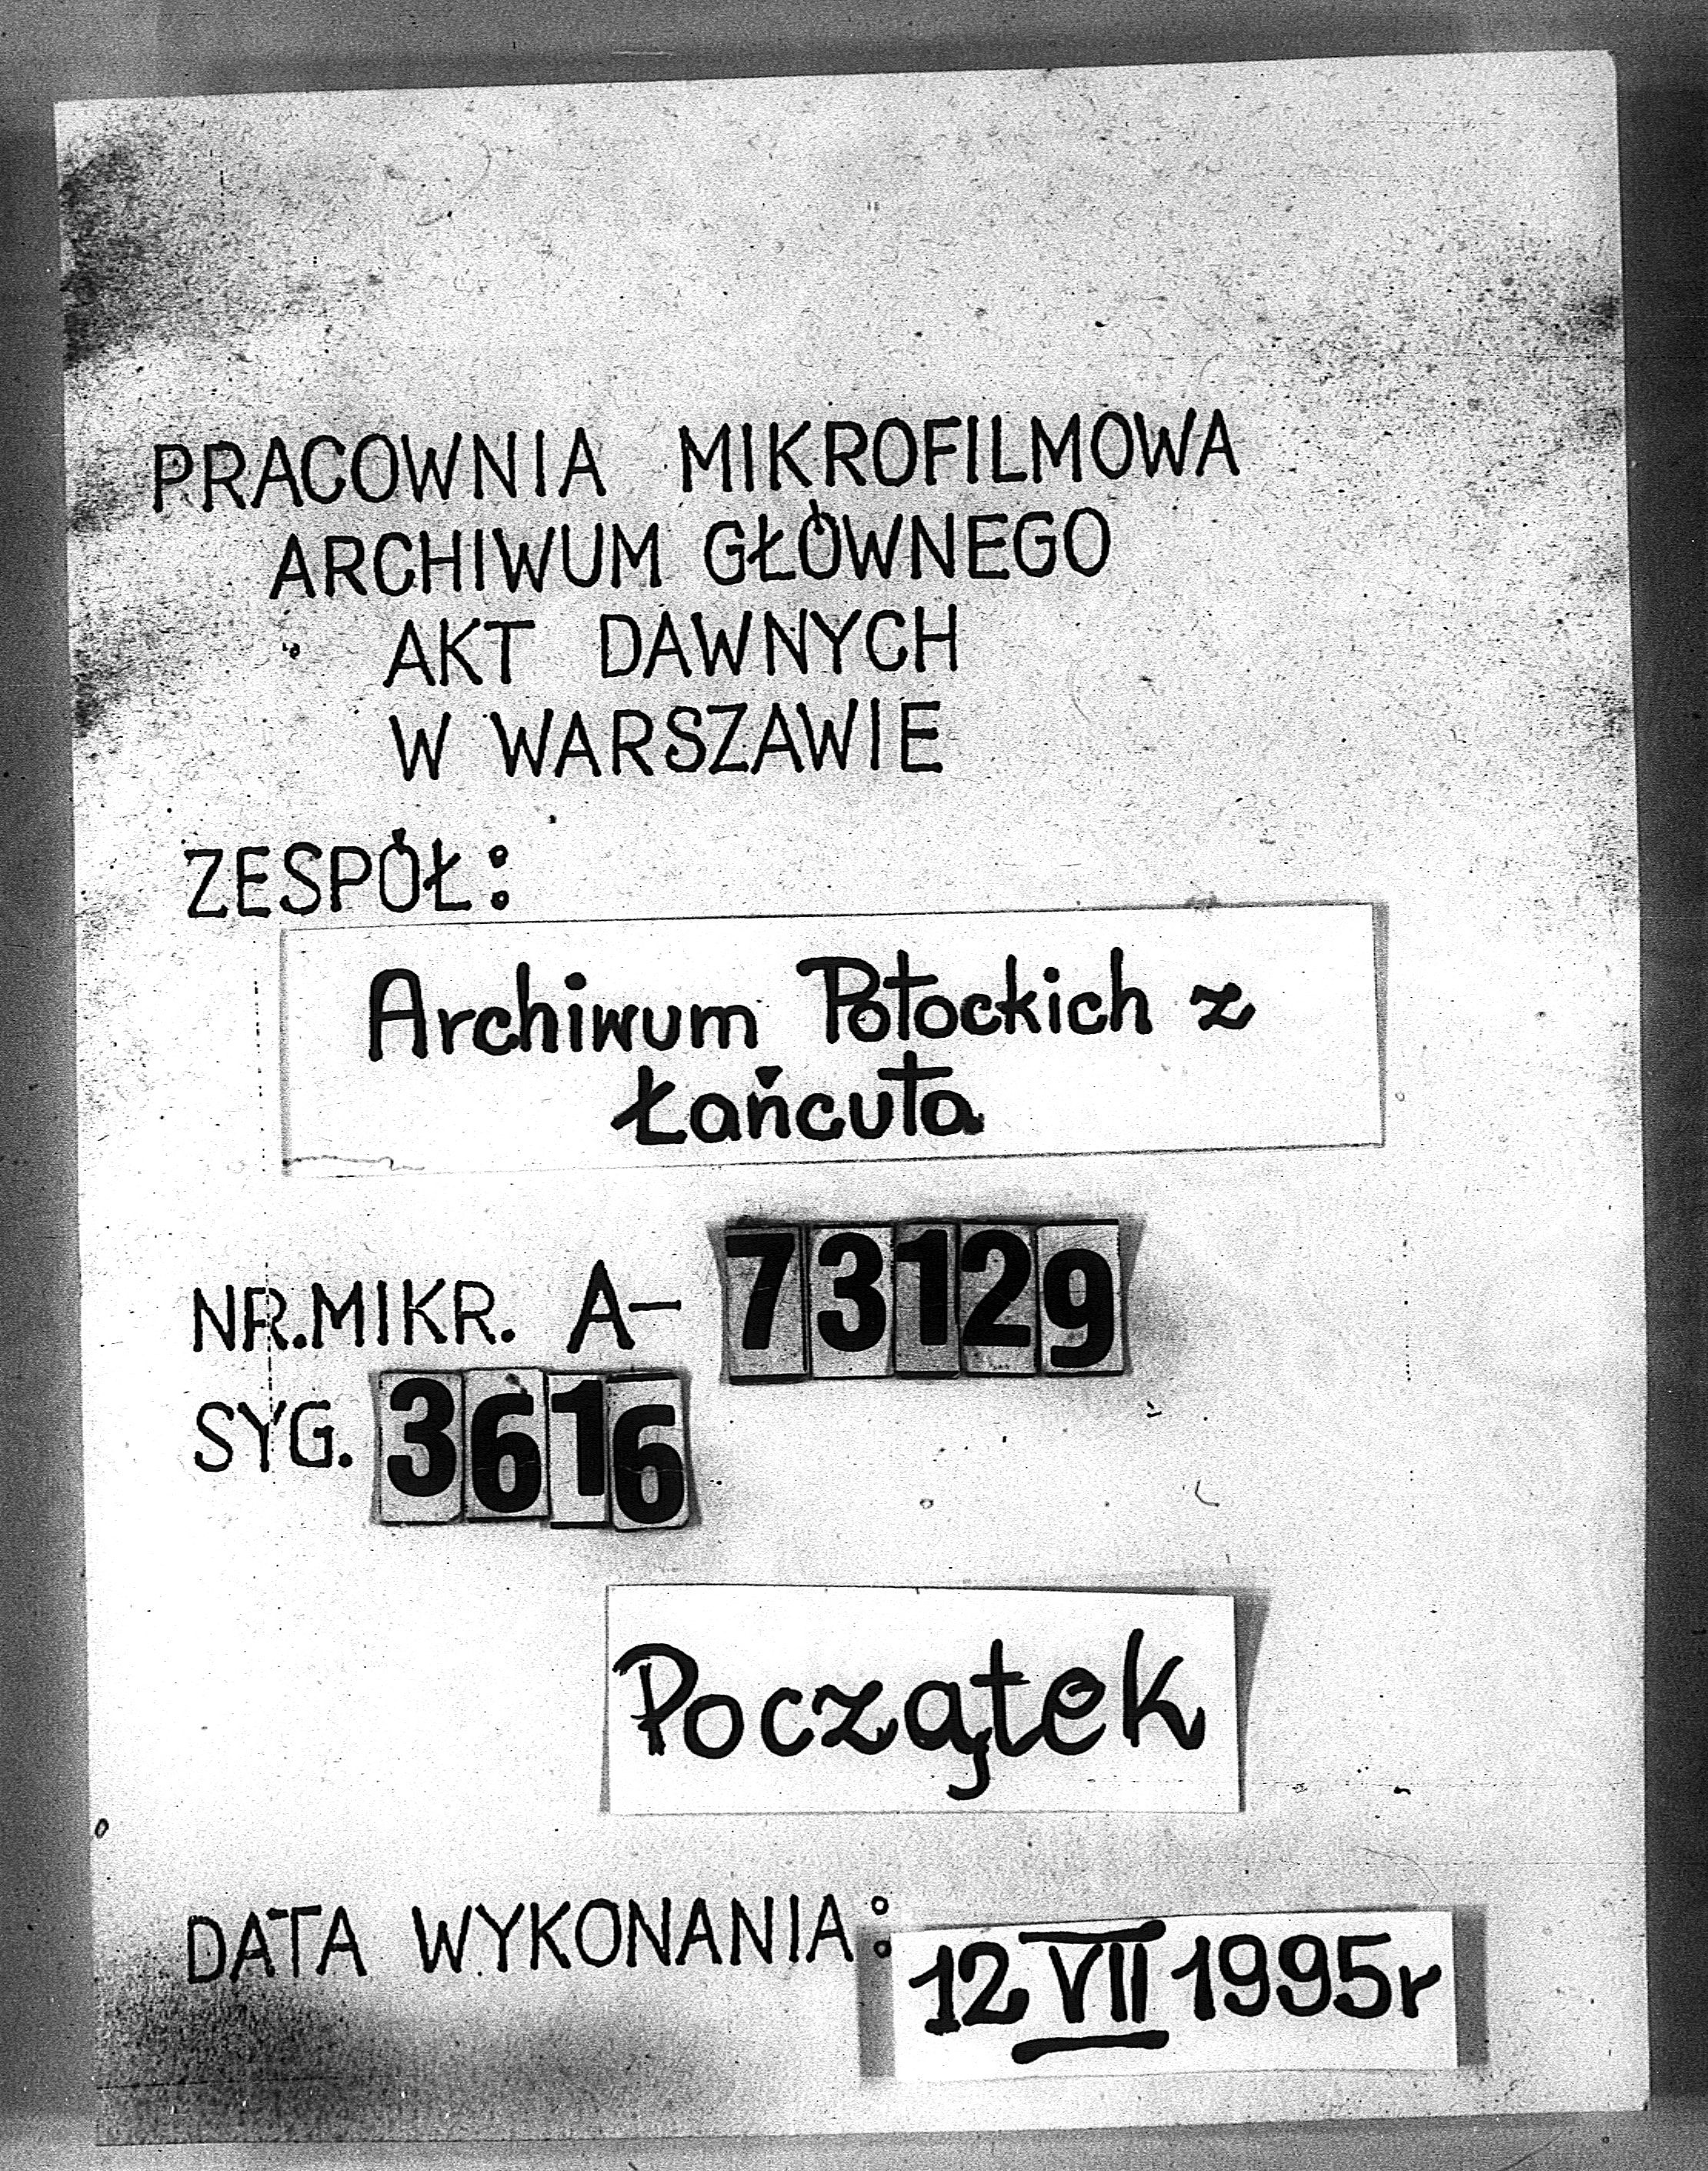 PRACOWNIA MIKROFILMOWA
ARCHIWUM GŁÓWNEGO
AKT DAWNYCH
W WARSZAWIE
ZESPÓŁ:
Archiwum Potockich z
Łańcuta
NR.MIKR. A- 73129
SYG. 3616
Początek
DATA WYKONANIA: 12 VII 1995r